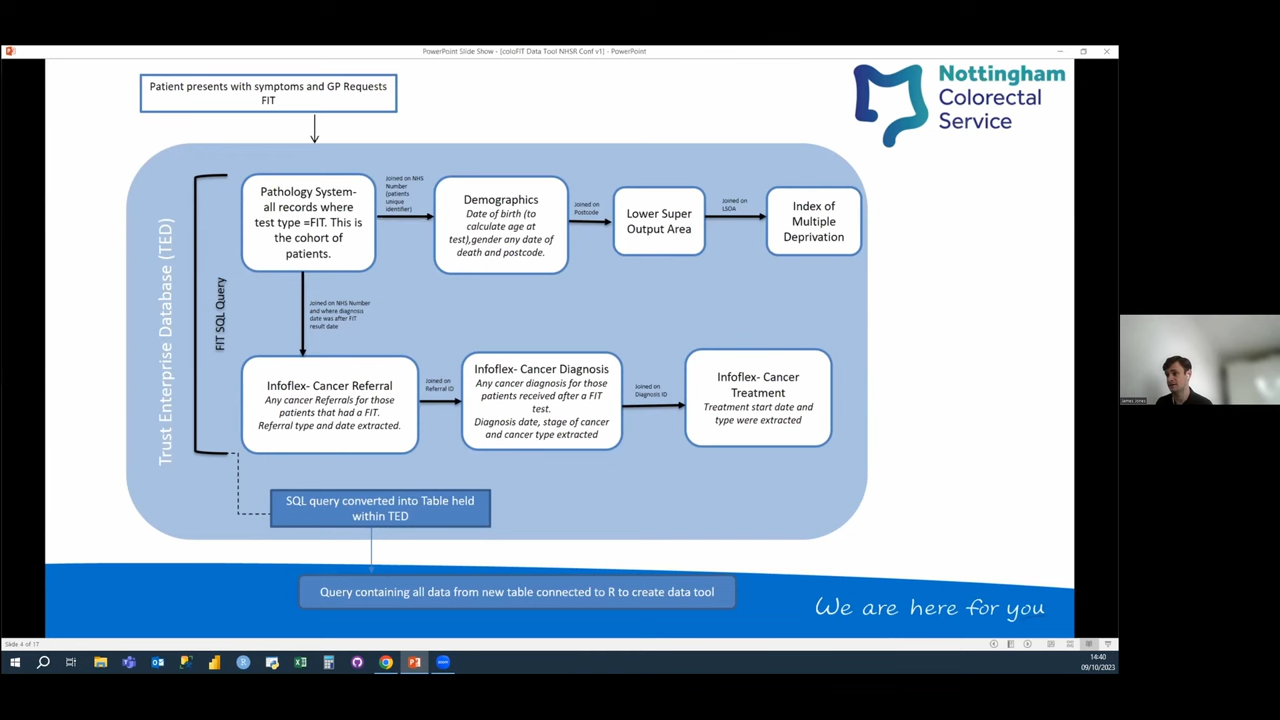 PowerPoint Slide Show - [coloFIT Data Tool NHSR Conf v1] - PowerPoint
Patient presents with symptoms and GP Requests
FIT
Nottingham
Colorectal
Service
Trust Enterprise Database (TED)
FIT SQL Query
Pathology System-
all records where
test type =FIT. This is
the cohort of
patients.
Joined on NHS
Number
(patients
unique
identifier)
Demographics
Date of birth (to
calculate age at
test),gender any date of
death and postcode.
Joined on
Postcode
Lower Super
Output Area
Joined on
LSOA
Index of
Multiple
Deprivation
Joined on NHS Number
and where diagnosis
date was after FIT
result date
Infoflex- Cancer Referral
Any cancer Referrals for those
patients that had a FIT.
Referral type and date extracted.
Joined on
Referral ID
Infoflex- Cancer Diagnosis
Any cancer diagnosis for those
patients received after a FIT
test.
Diagnosis date, stage of cancer
and cancer type extracted
Joined on
Diagnosis ID
Infoflex- Cancer
Treatment
Treatment start date and
type were extracted
SQL query converted into Table held
within TED
Query containing all data from new table connected to R to create data tool
We are here for you
James Jones
Slide 4 of 17
14:40
09/10/2023